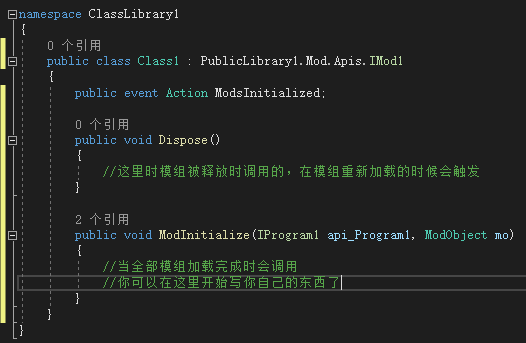 namespace ClassLibrary1
{
0 个引用
public class Class1 : PublicLibrary1.Mod.Apis.IMod1
{
public event Action ModsInitialized;
0 个引用
public void Dispose()
{
//这里时模组被释放时调用的，在模组重新加载的时候会触发
}
2 个引用
public void ModInitialize(IProgram1 api_Program1, ModObject mo)
{
//当全部模组加载完成时会调用
//你可以在这里开始写你自己的东西了
}
}
}